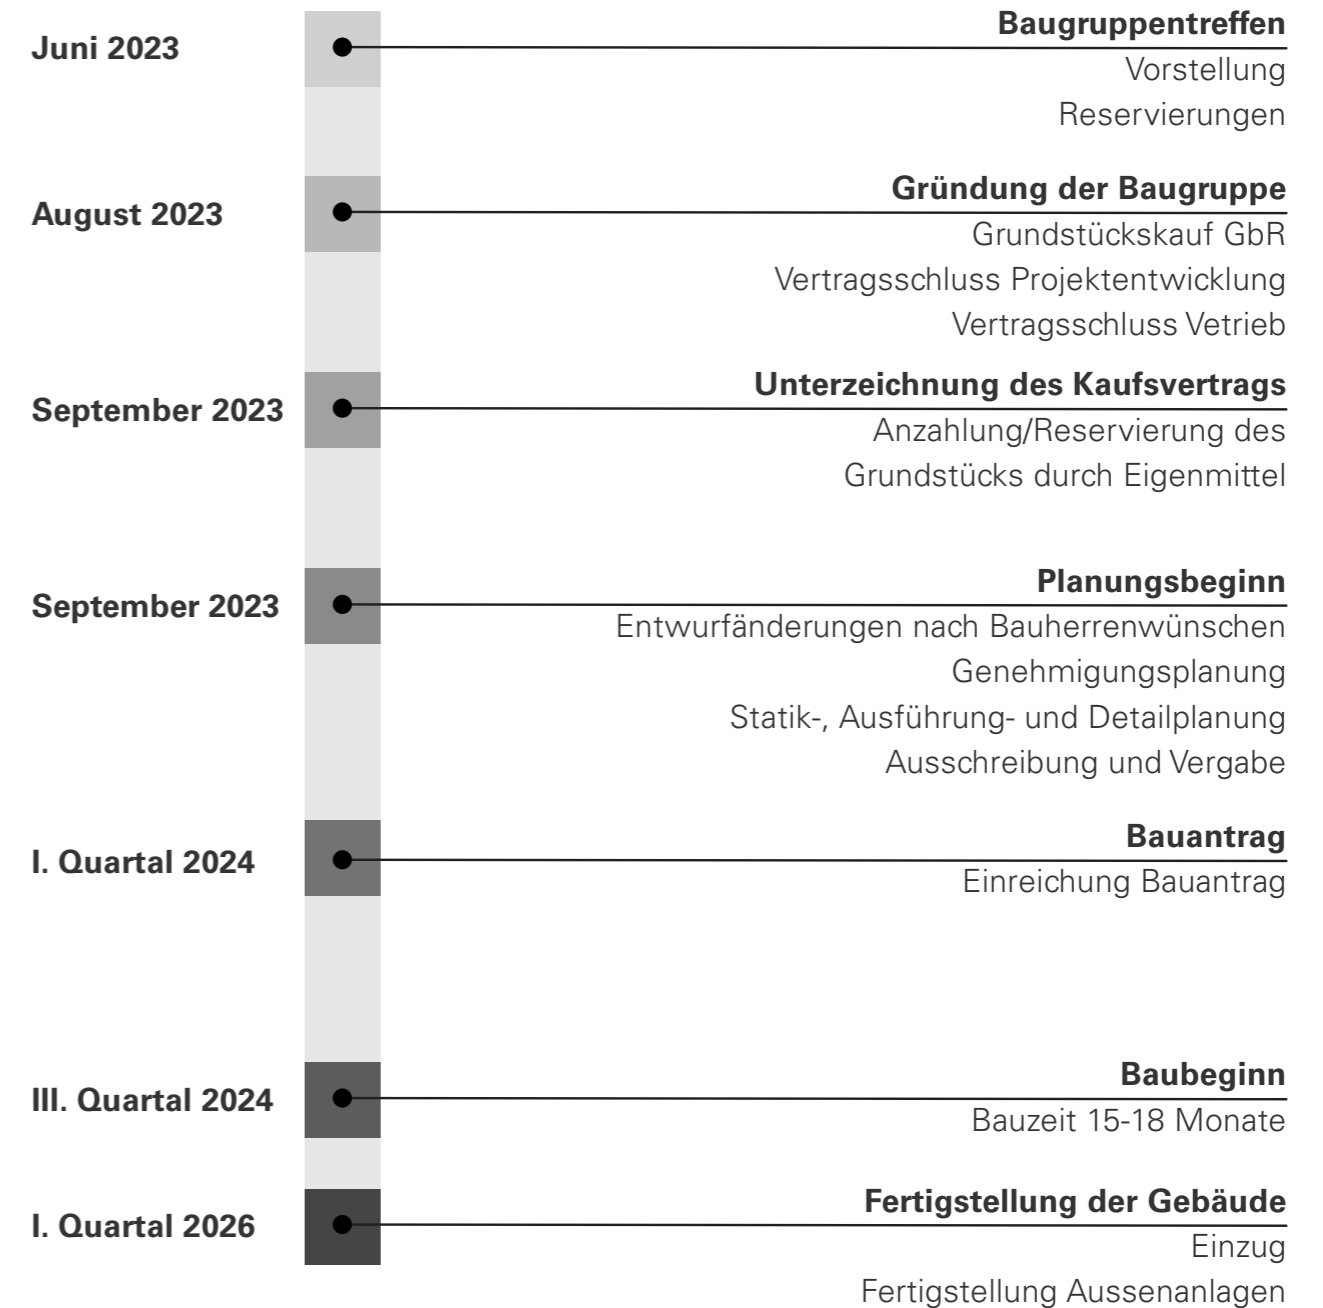 Juni 2023
Baugruppentreffen
Vorstellung
Reservierungen
August 2023
Gründung der Baugruppe
Grundstückskauf GbR
Vertragsschluss Projektentwicklung
Vertragsschluss Vetrieb
September 2023
Unterzeichnung des Kaufsvertrags
Anzahlung/Reservierung des
Grundstücks durch Eigenmittel
September 2023
Planungsbeginn
Entwurfänderungen nach Bauherrenwünschen
Genehmigungsplanung
Statik-, Ausführung- und Detailplanung
Ausschreibung und Vergabe
I. Quartal 2024
Bauantrag
Einreichung Bauantrag
III. Quartal 2024
Baubeginn
Bauzeit 15-18 Monate
I. Quartal 2026
Fertigstellung der Gebäude
Einzug
Fertigstellung Aussenanlagen